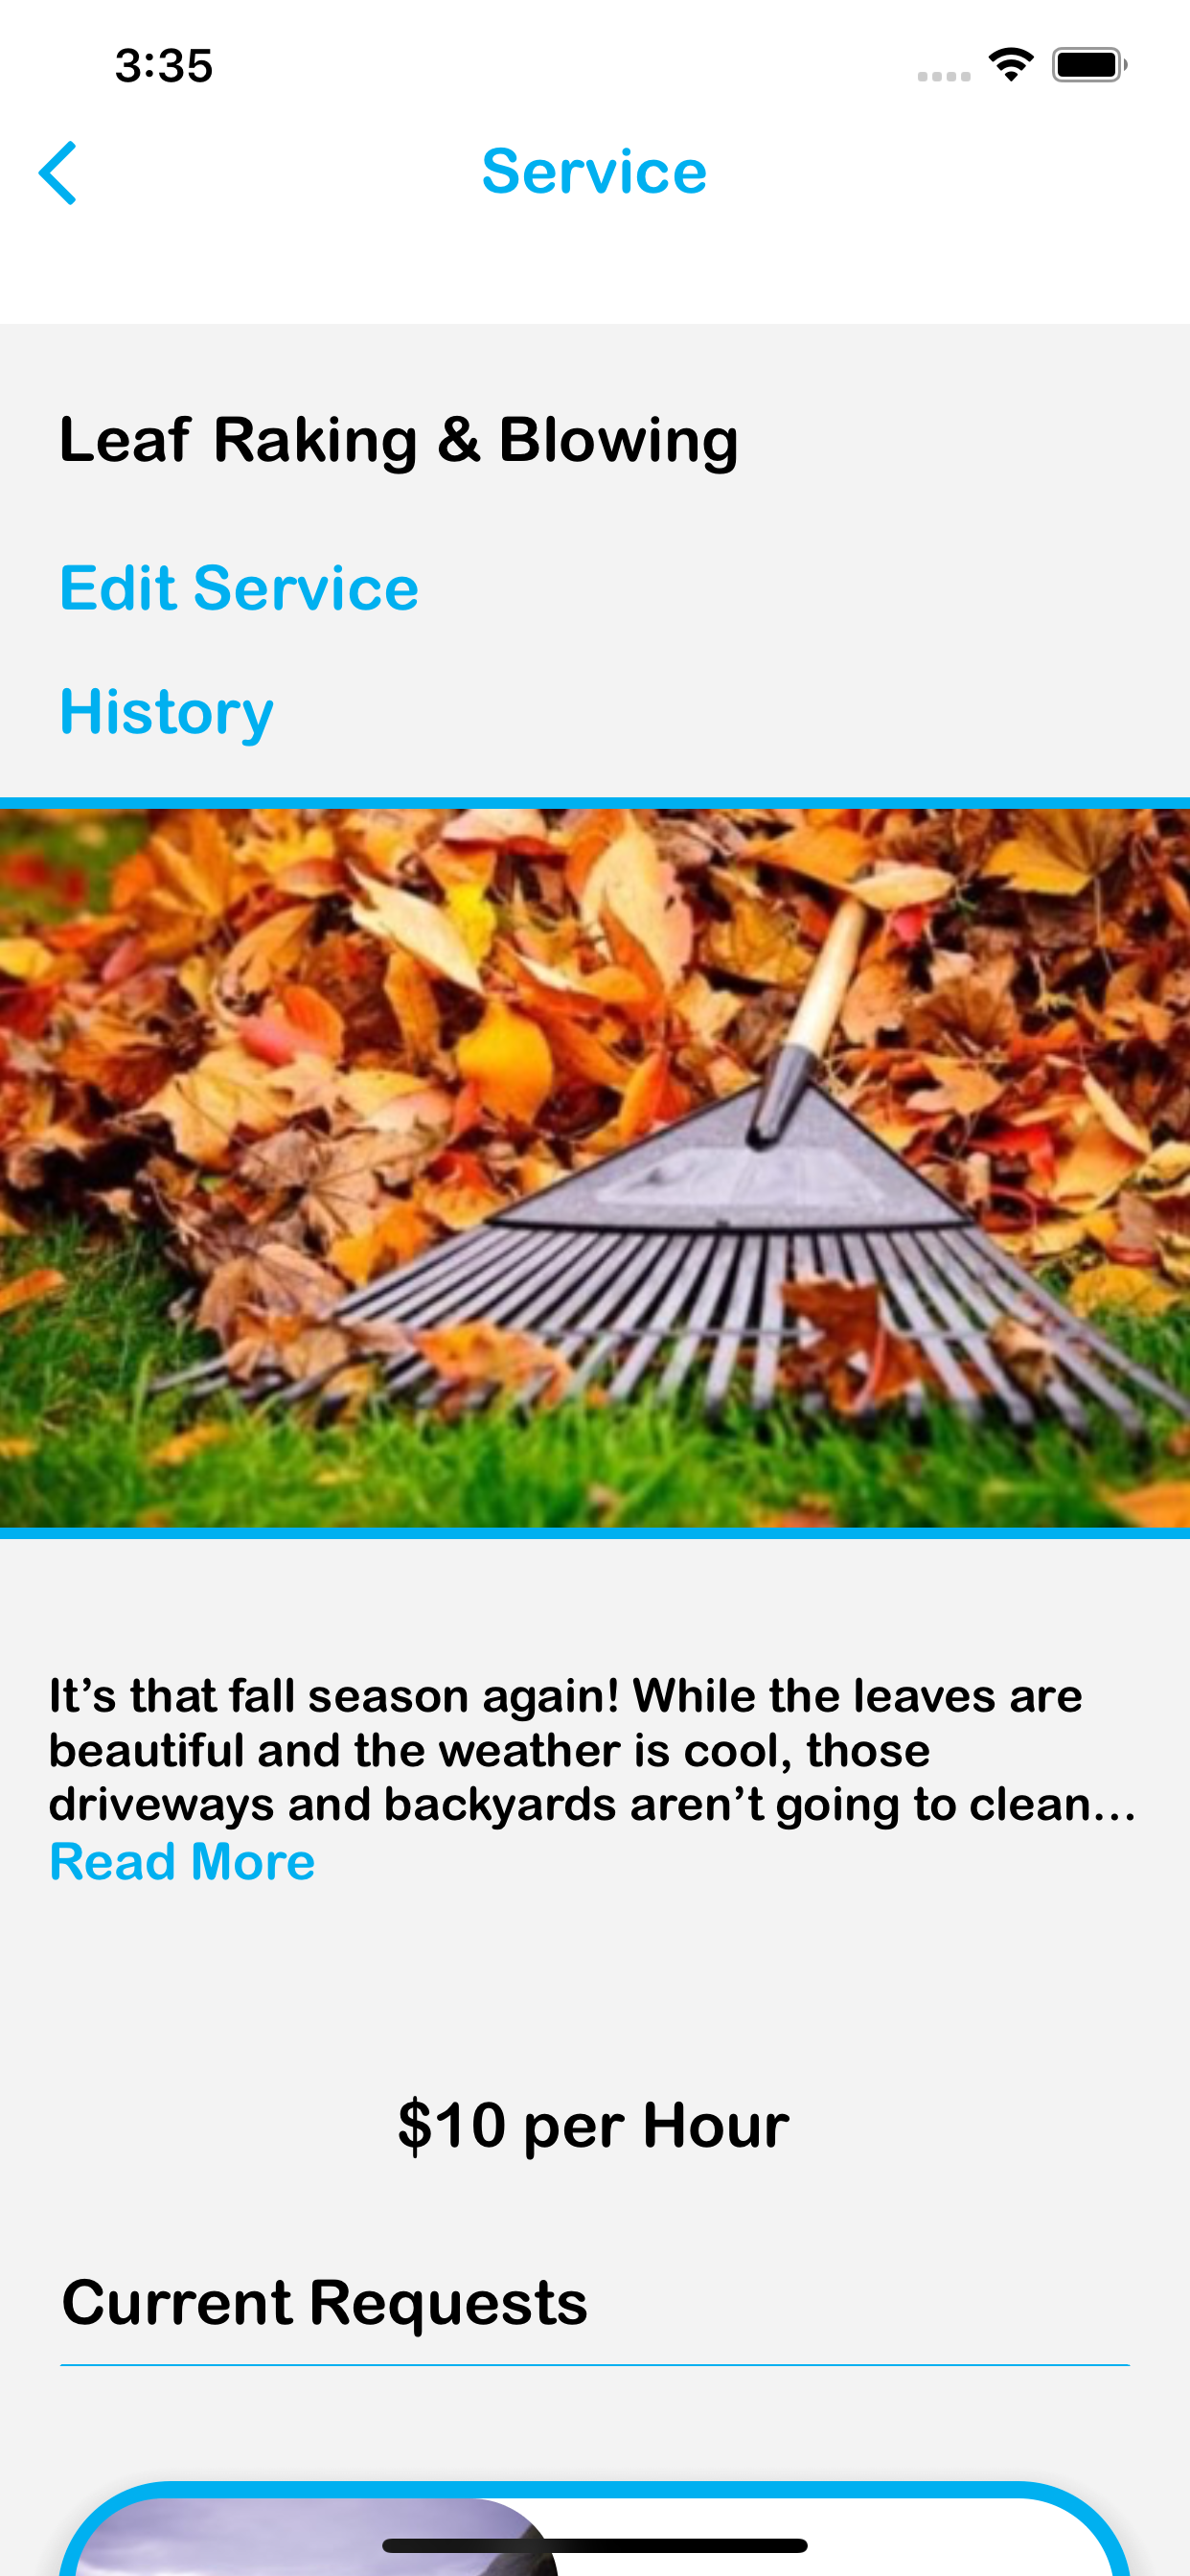 3:35
Service
Leaf Raking & Blowing
Edit Service
History
It’s that fall season again! While the leaves are
beautiful and the weather is cool, those
driveways and backyards aren’t going to clean...
Read More
$10 per Hour
Current Requests